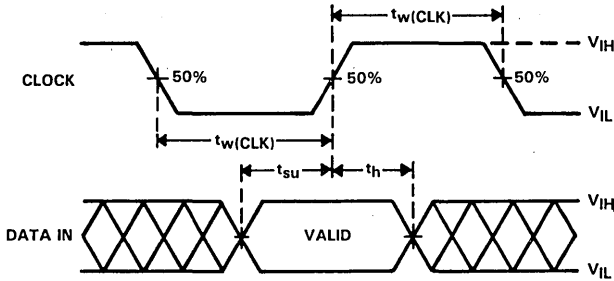 tw(CLK)
VIH
CLOCK
50%
50%
50%
VIL
tw(CLK)
tsu
th
VIH
DATA IN
VALID
VIL